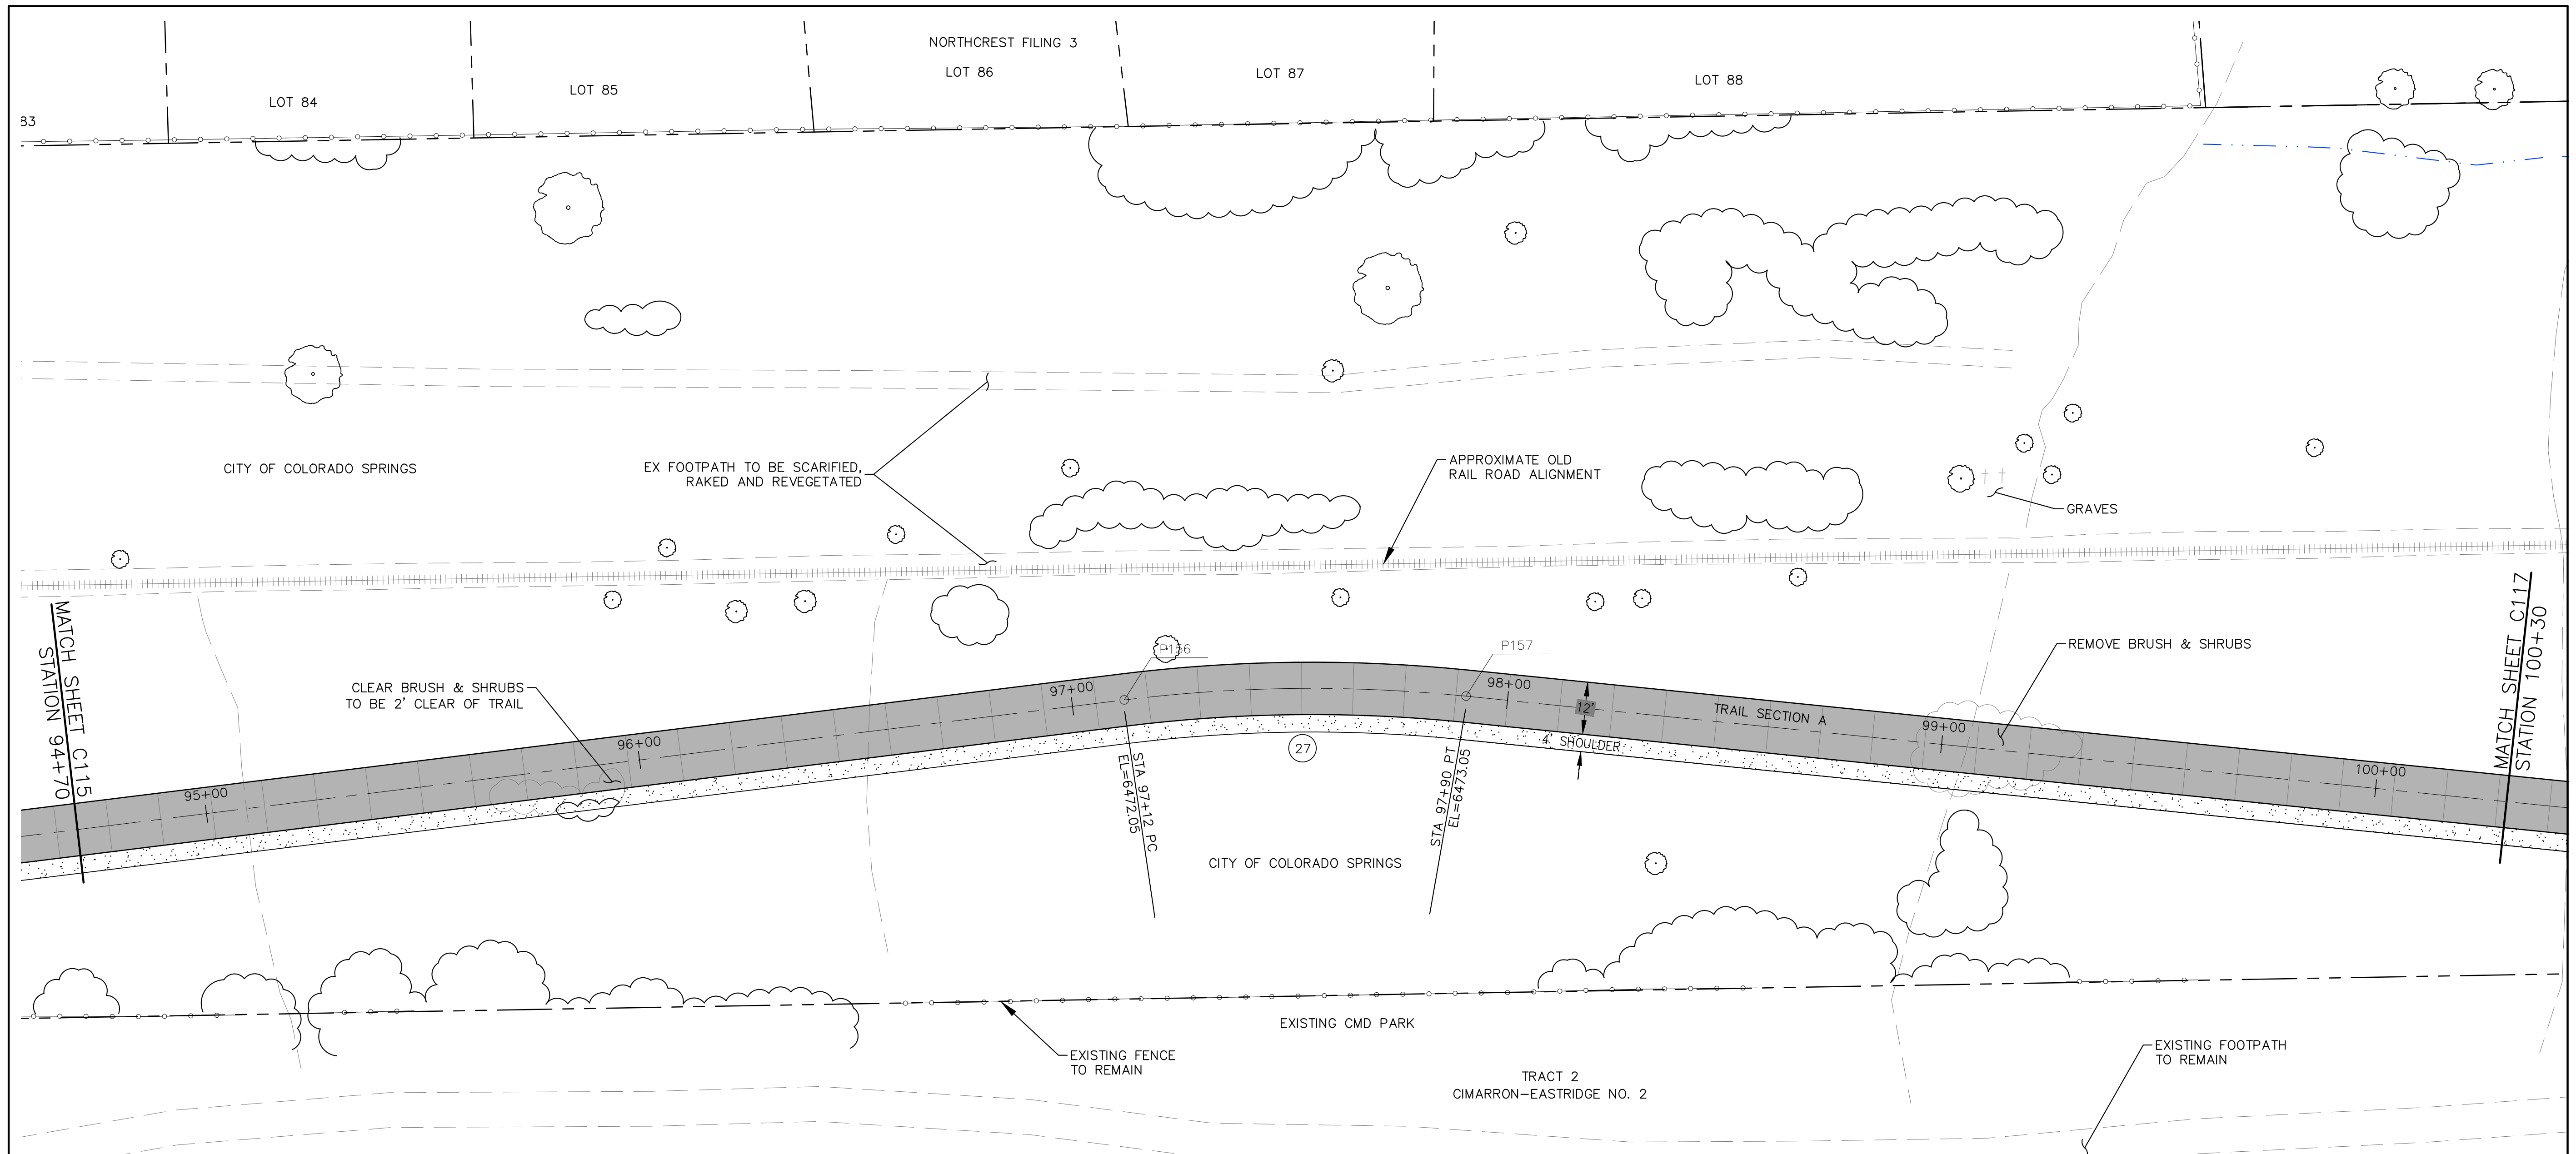 NORTHCREST FILING 3
83
LOT 84
LOT 85
LOT 86
LOT 87
LOT 88
CITY OF COLORADO SPRINGS
EX FOOTPATH TO BE SCARIFIED,
RAKED AND REVEGETATED
APPROXIMATE OLD
RAIL ROAD ALIGNMENT
GRAVES
MATCH SHEET C115
STATION 94+70
CLEAR BRUSH & SHRUBS
TO BE 2' CLEAR OF TRAIL
P156
P157
REMOVE BRUSH & SHRUBS
MATCH SHEET C117
STATION 100+30
95+00
96+00
97+00
98+00
99+00
100+00
12'
TRAIL SECTION A
4' SHOULDER
27
STA 97+12 PC
EL=6472.05
STA 97+90 PT
EL=6473.05
CITY OF COLORADO SPRINGS
EXISTING CMD PARK
EXISTING FENCE
TO REMAIN
TRACT 2
CIMARRON-EASTRIDGE NO. 2
EXISTING FOOTPATH
TO REMAIN